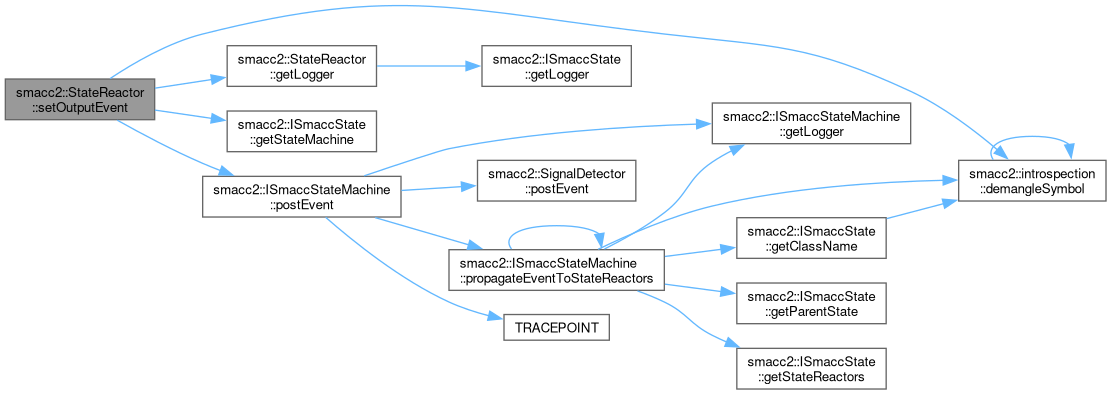 smacc2::StateReactor
::setOutputEvent
smacc2::StateReactor
::getLogger
smacc2::ISmaccState
::getLogger
smacc2::ISmaccState
::getStateMachine
smacc2::ISmaccStateMachine
::postEvent
smacc2::ISmaccStateMachine
::getLogger
smacc2::SignalDetector
::postEvent
smacc2::introspection
::demangleSymbol
smacc2::ISmaccStateMachine
::propagateEventToStateReactors
smacc2::ISmaccState
::getClassName
smacc2::ISmaccState
::getParentState
TRACEPOINT
smacc2::ISmaccState
::getStateReactors